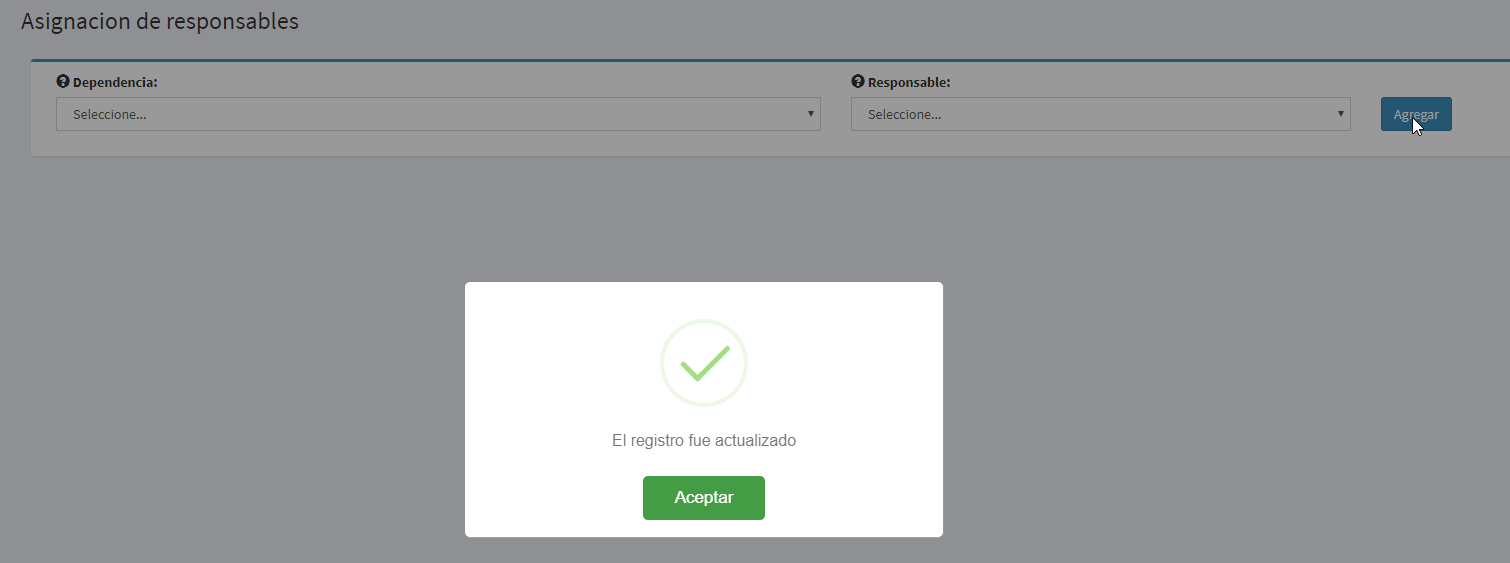 Asignacion de responsables
Dependencia:
Responsable:
Seleccione...
Seleccione...
Agregar
El registro fue actualizado
Aceptar